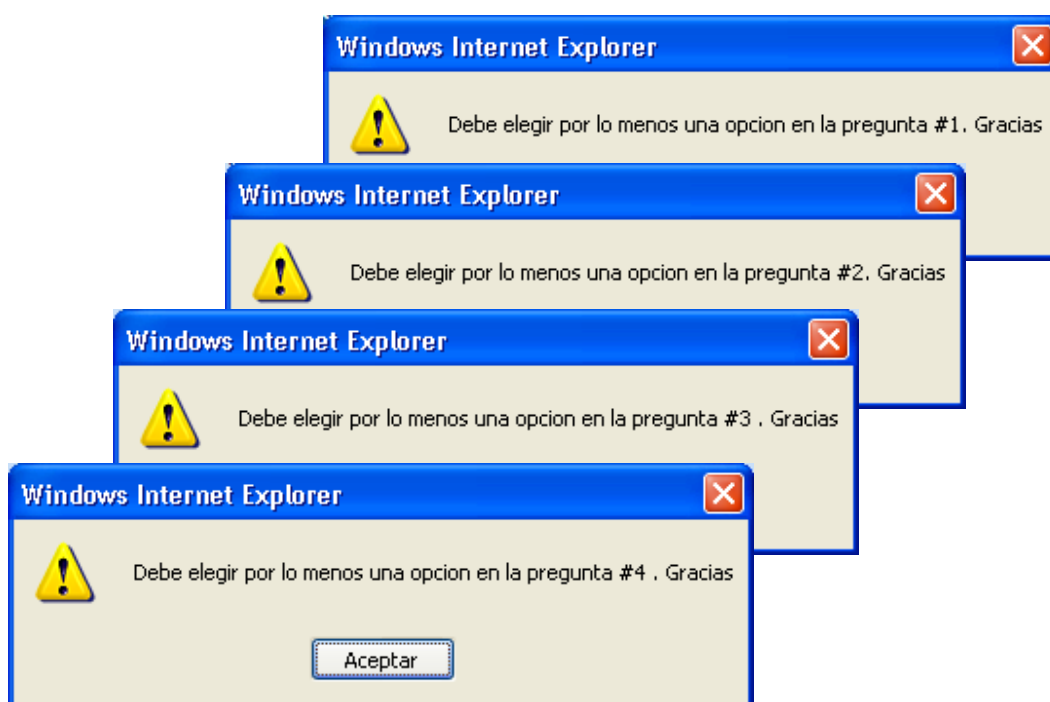 Windows Internet Explorer
Debe elegir por lo menos una opcion en la pregunta #1. Gracias
Windows Internet Explorer
Debe elegir por lo menos una opcion en la pregunta #2. Gracias
Windows Internet Explorer
Debe elegir por lo menos una opcion en la pregunta #3 . Gracias
Windows Internet Explorer
Debe elegir por lo menos una opcion en la pregunta #4 . Gracias
Aceptar